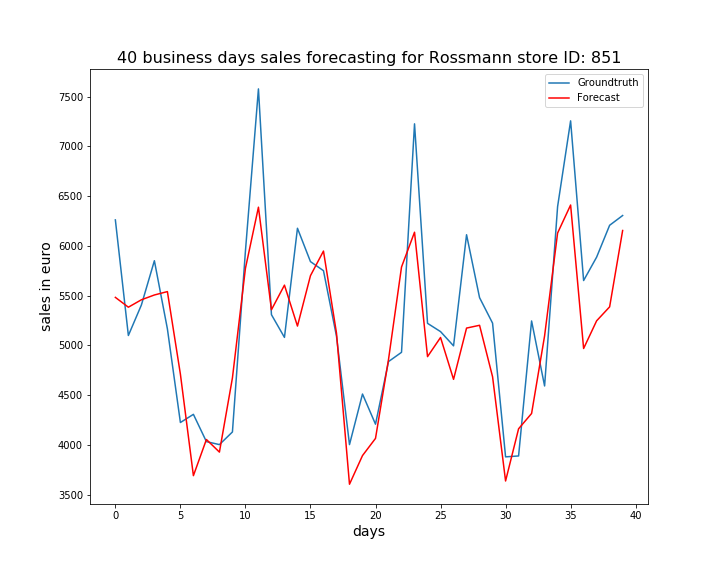 40 business days sales forecasting for Rossmann store ID: 851
Groundtruth
Forecast
sales in euro
7500
7000
6500
6000
5500
5000
4500
4000
3500
0 5 10 15 20 25 30 35 40
days